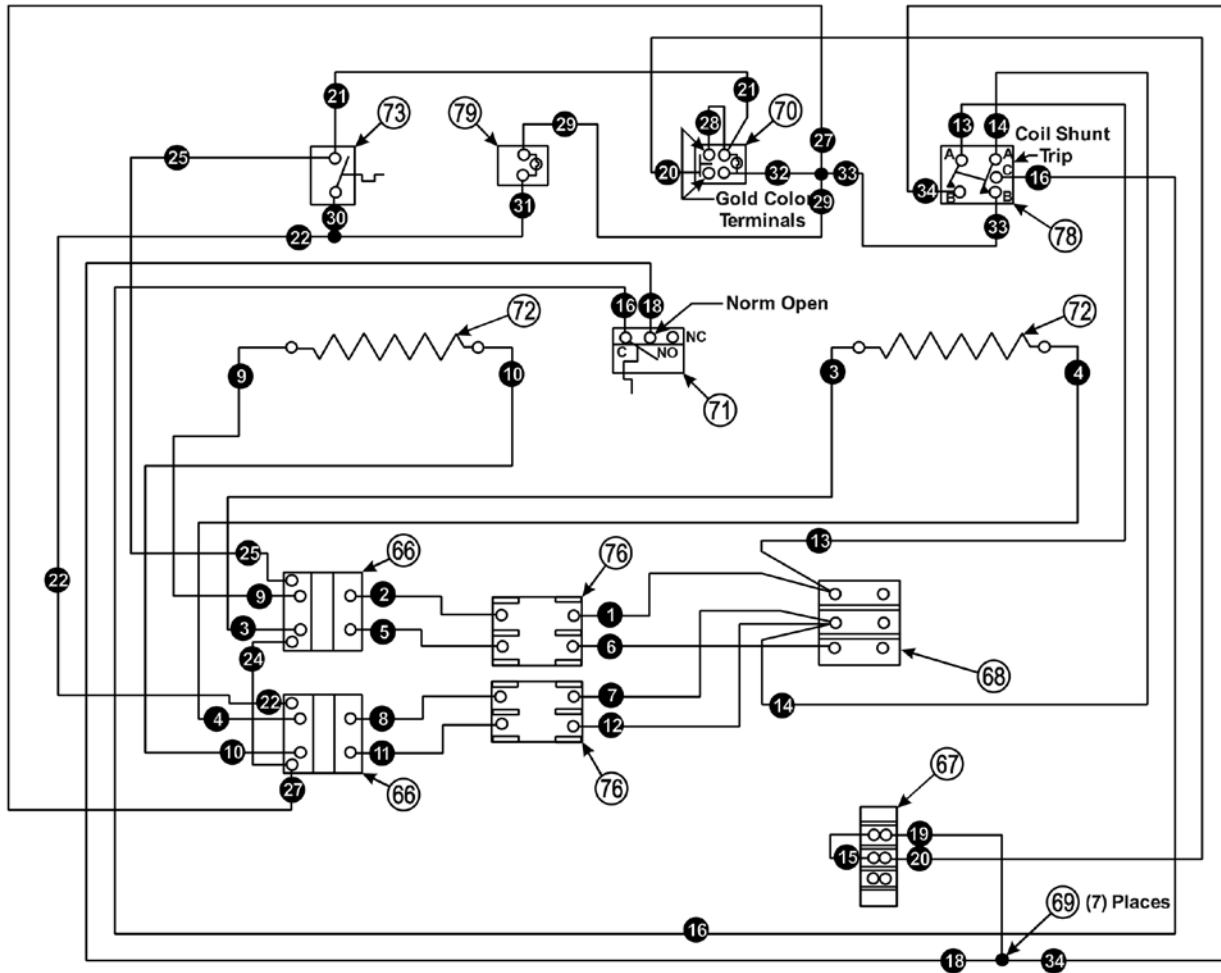 21 21
73 79 29 28 70 13 14 Coil Shunt
25 27 A A Trip
20 32 33 34 C 16
Gold Color B B
Terminals
30 31 29 33 78
22
16 18 Norm Open
72 NC 72
C NO
9 10 71 3 4
13
25 66 76
22 9 2 1
3 5 6
24 68
22 8 7 14
4 12
10 11
27 66 76 67
19
15 20
69 (7) Places
16
18 34